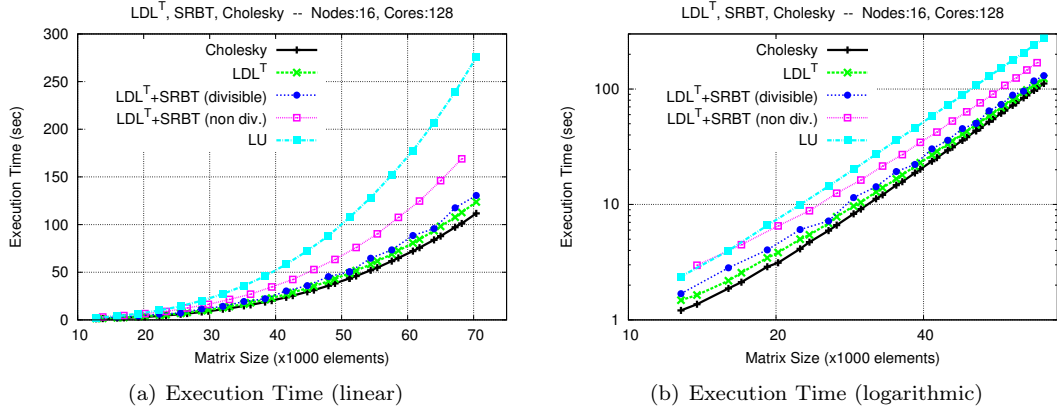 LDL^T, SRBT, Cholesky -- Nodes:16, Cores:128
300
250
200
150
100
50
0
10
20
30
40
50
60
70
Execution Time (sec)
Matrix Size (x1000 elements)
Cholesky
LDL^T
LDL^T+SRBT (divisible)
LDL^T+SRBT (non div.)
LU
(a) Execution Time (linear)
LDL^T, SRBT, Cholesky -- Nodes:16, Cores:128
100
10
1
10
20
40
Execution Time (sec)
Matrix Size (x1000 elements)
Cholesky
LDL^T
LDL^T+SRBT (divisible)
LDL^T+SRBT (non div.)
LU
(b) Execution Time (logarithmic)